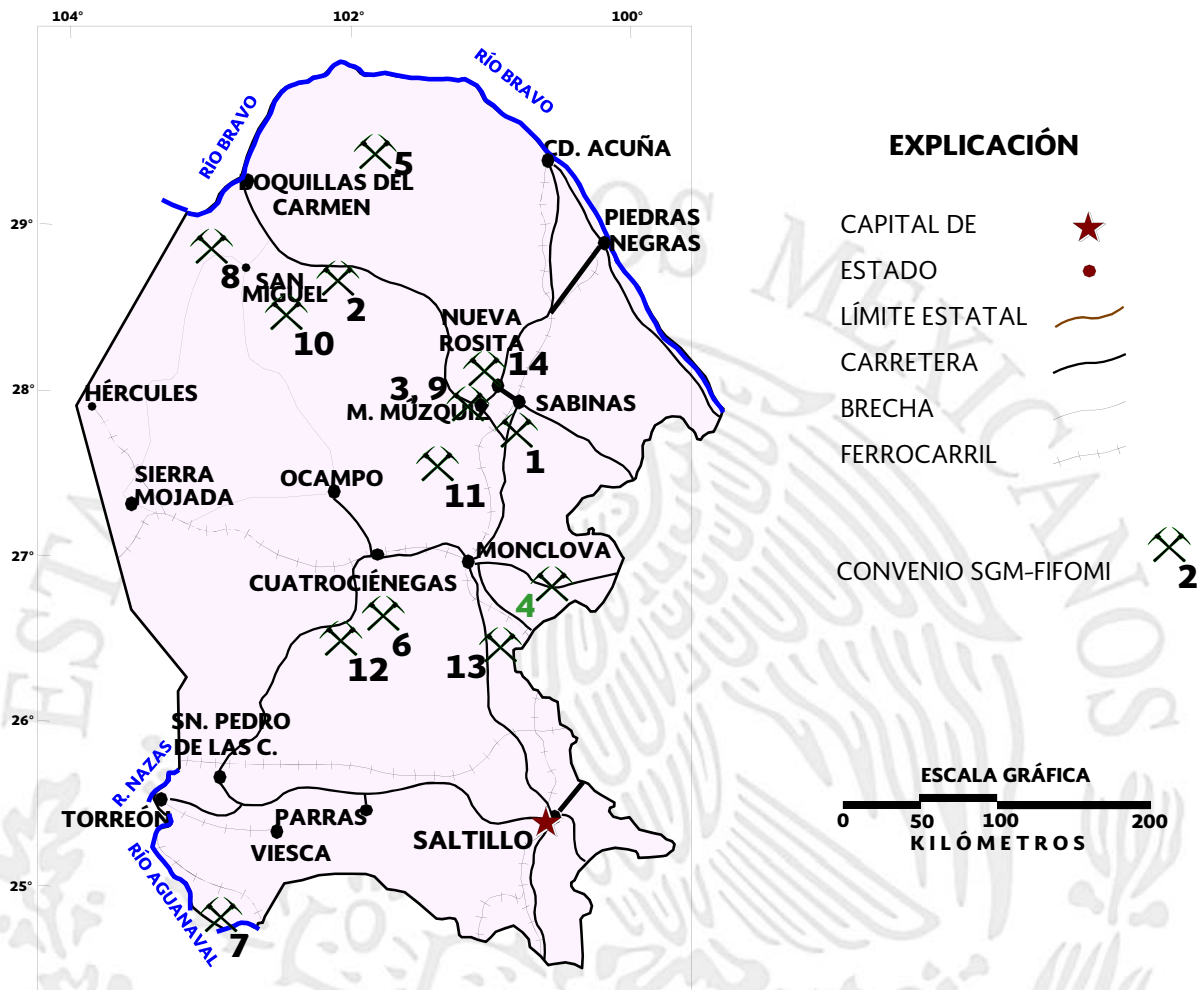 104°
102°
100°
RÍO BRAVO
RÍO BRAVO
CD. ACUÑA
5
BOQUILLAS DEL
CARMEN
29°
PIEDRAS
NEGRAS
8
SAN
MIGUEL
2
10
NUEVA
ROSITA
14
28°
HÉRCULES
3, 9
M. MÚZQUIZ
SABINAS
1
SIERRA
MOJADA
OCAMPO
11
27°
MONCLOVA
CUATROCIÉNEGAS
4
6
12
13
26°
SN. PEDRO
DE LAS C.
R. NAZAS
TORREÓN
PARRAS
VIESCA
SALTILLO
RÍO AGUANAVAL
25°
7
EXPLICACIÓN
CAPITAL DE
ESTADO
LÍMITE ESTATAL
CARRETERA
BRECHA
FERROCARRIL
CONVENIO SGM-FIFOMI
2
ESCALA GRÁFICA
0 50 100 200
KILÓMETROS
ESTA
OS MEXICANOS